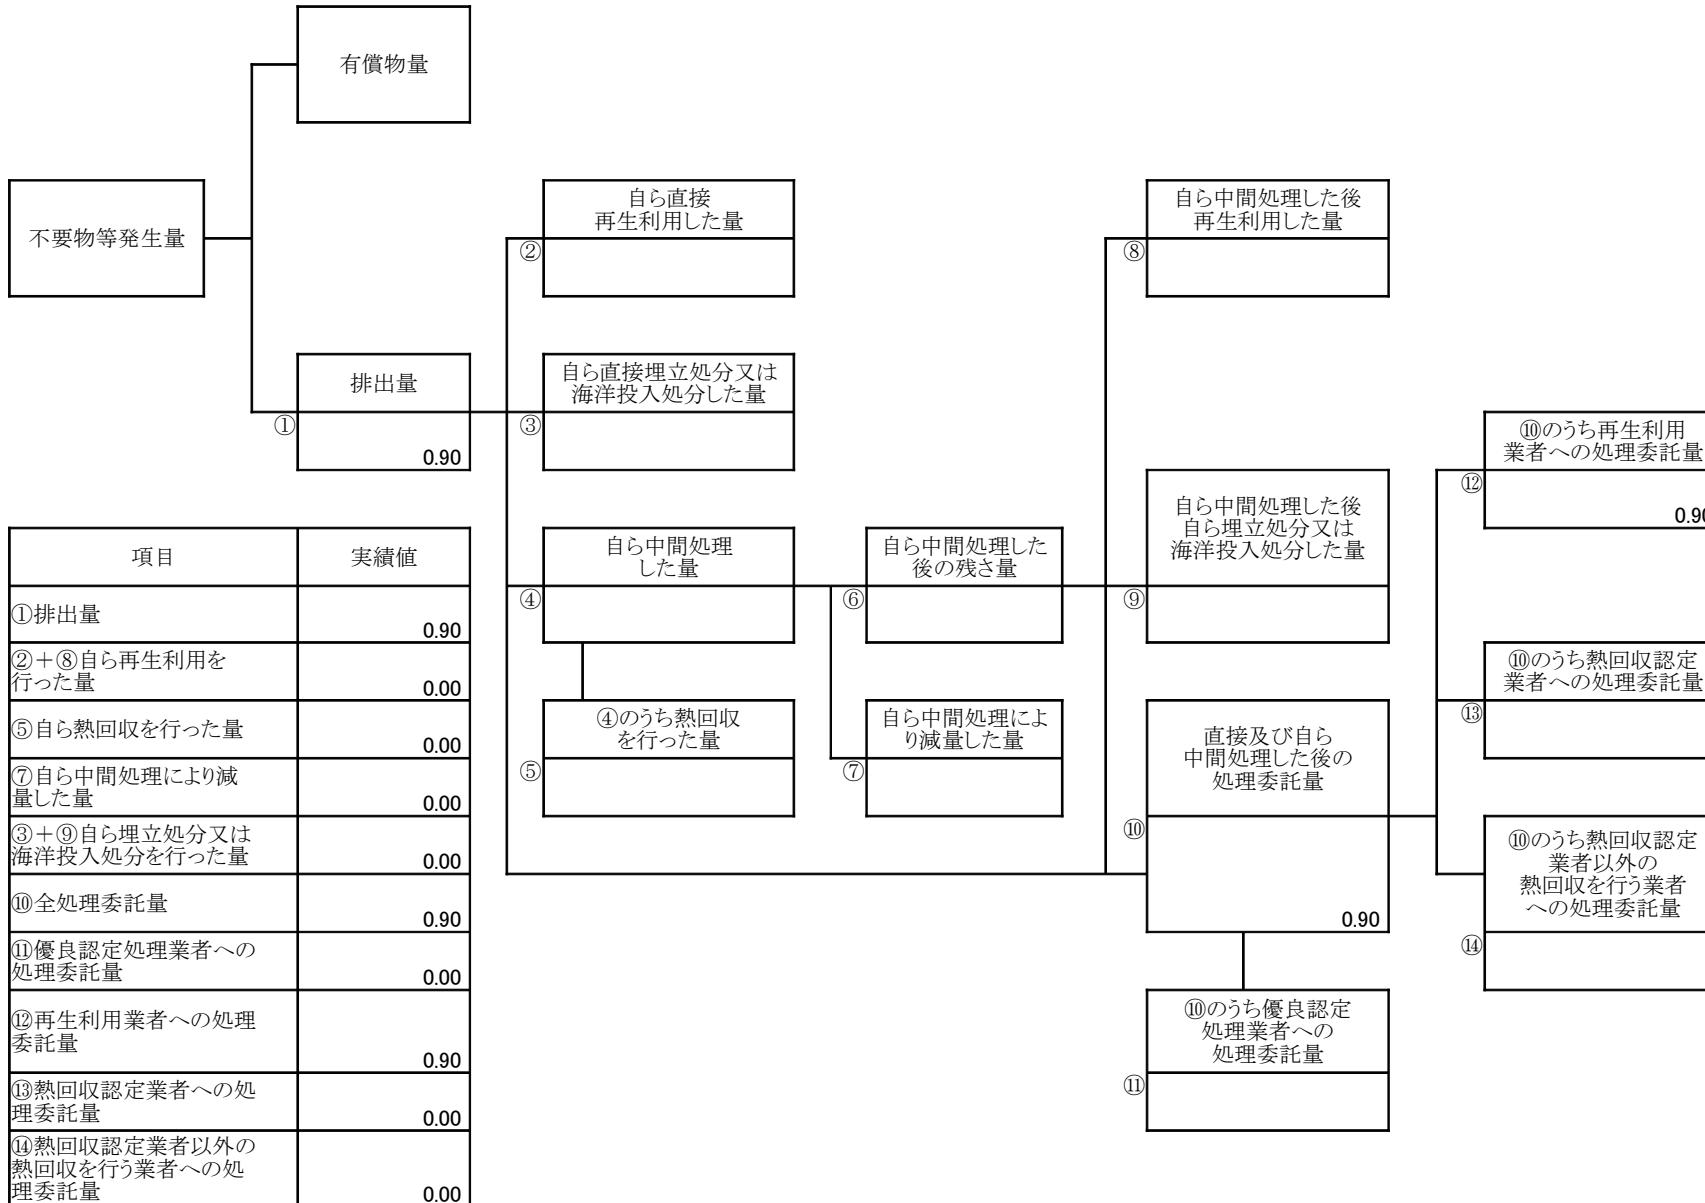 有償物量
不要物等発生量
自ら直接
再生利用した量
②
自ら中間処理した後
再生利用した量
⑧
排出量
①
0.90
自ら直接埋立処分又は
海洋投入処分した量
③
⑩のうち再生利用
業者への処理委託量
⑫
0.90
自ら中間処理した後
自ら埋立処分又は
海洋投入処分した量
⑨
自ら中間処理
した量
④
自ら中間処理した
後の残さ量
⑥
④のうち熱回収
を行った量
⑤
自ら中間処理によ
り減量した量
⑦
直接及び自ら
中間処理した後の
処理委託量
⑩
0.90
⑩のうち熱回収認定
業者への処理委託量
⑬
⑩のうち熱回収認定
業者以外の
熱回収を行う業者
への処理委託量
⑭
⑩のうち優良認定
処理業者への
処理委託量
⑪
項目 実績値
①排出量 0.90
②+⑧自ら再生利用を
行った量 0.00
⑤自ら熱回収を行った量 0.00
⑦自ら中間処理により減
量した量 0.00
③+⑨自ら埋立処分又は
海洋投入処分を行った量 0.00
⑩全処理委託量 0.90
⑪優良認定処理業者への
処理委託量 0.00
⑫再生利用業者への処理
委託量 0.90
⑬熱回収認定業者への処
理委託量 0.00
⑭熱回収認定業者以外の
熱回収を行う業者への処
理委託量 0.00